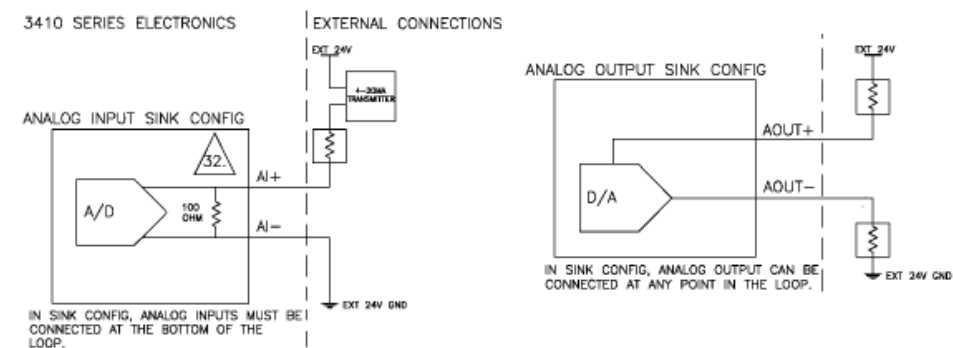 3410 SERIES ELECTRONICS
EXTERNAL CONNECTIONS
EXT 24V
4-20MA
TRANSMITTER
ANALOG INPUT SINK CONFIG
32.
A/D
100
OHM
AI+
AI-
EXT 24V GND
IN SINK CONFIG, ANALOG INPUTS MUST BE
CONNECTED AT THE BOTTOM OF THE
LOOP.
EXT 24V
ANALOG OUTPUT SINK CONFIG
AOUT+
D/A
AOUT-
IN SINK CONFIG, ANALOG OUTPUT CAN BE
CONNECTED AT ANY POINT IN THE LOOP.
EXT 24V GND